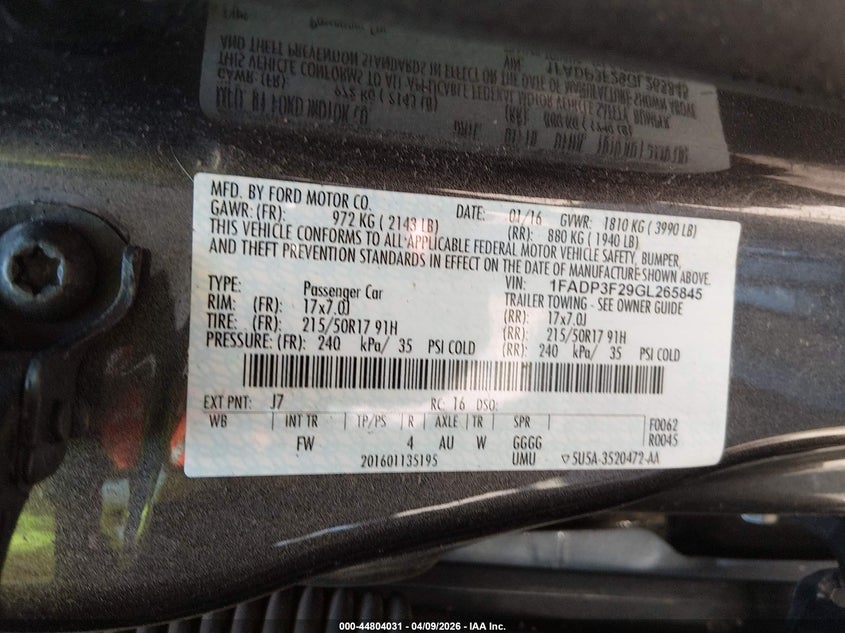 MFD. BY FORD MOTOR CO. DATE: 01/16 GVWR: 1810 KG ( 3990 LB)
GAWR: (FR): 972 KG ( 2143 LB) (RR): 880 KG ( 1940 LB)
THIS VEHICLE CONFORMS TO ALL APPLICABLE FEDERAL MOTOR VEHICLE SAFETY, BUMPER,
AND THEFT PREVENTION STANDARDS IN EFFECT ON THE DATE OF MANUFACTURE SHOWN ABOVE.
VIN: 1FADP3F29GL265845
TYPE: Passenger Car TRAILER TOWING - SEE OWNER GUIDE
RIM: (FR): 17x7.0J (RR): 17x7.0J
TIRE: (FR): 215/50R17 91H (RR): 215/50R17 91H
PRESSURE: (FR): 240 kPa/ 35 PSI COLD (RR): 240 kPa/ 35 PSI COLD
EXT PNT: J7 RC: 16 DSO:
WB INT TR TP/PS R AXLE TR SPR F0062
FW 4 AU W GGGG R0045
201601135195 UMU 5U5A-3520472-AA
000-44804031 - 04/09/2026 - IAA Inc.